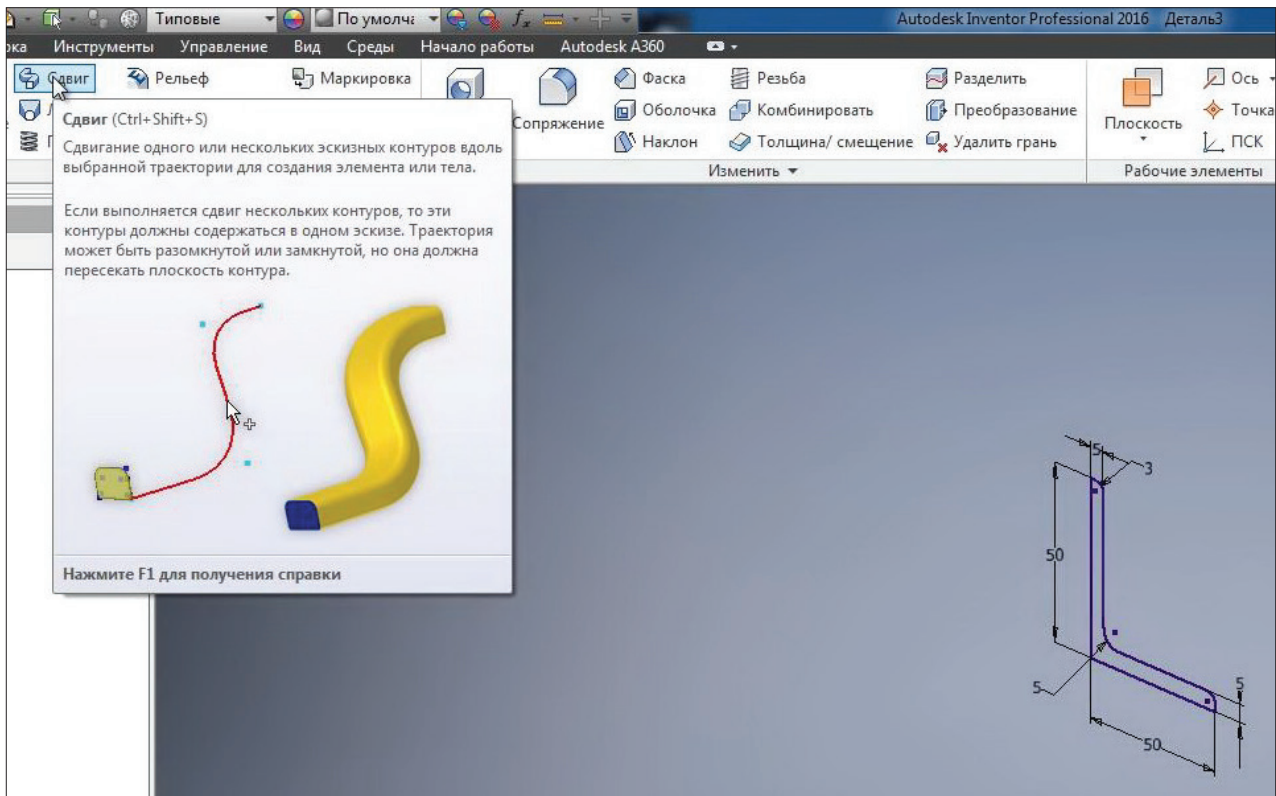 Типовые По умолча fx Autodesk Inventor Professional 2016 Деталь3
Инструменты Управление Вид Среды Начало работы Autodesk A360
Сдвиг Рельеф Маркировка Фаска Резьба Разделить Ось
Сопряжение Оболочка Комбинировать Преобразование Плоскость Точка
Наклон Толщина/ смещение Удалить грань ПСК
Изменить Рабочие элементы
Сдвиг (Ctrl+Shift+S)
Сдвигание одного или нескольких эскизных контуров вдоль
выбранной траектории для создания элемента или тела.
Если выполняется сдвиг нескольких контуров, то эти
контуры должны содержаться в одном эскизе. Траектория
может быть разомкнутой или замкнутой, но она должна
пересекать плоскость контура.
Нажмите F1 для получения справки
5
3
50
5
5
50